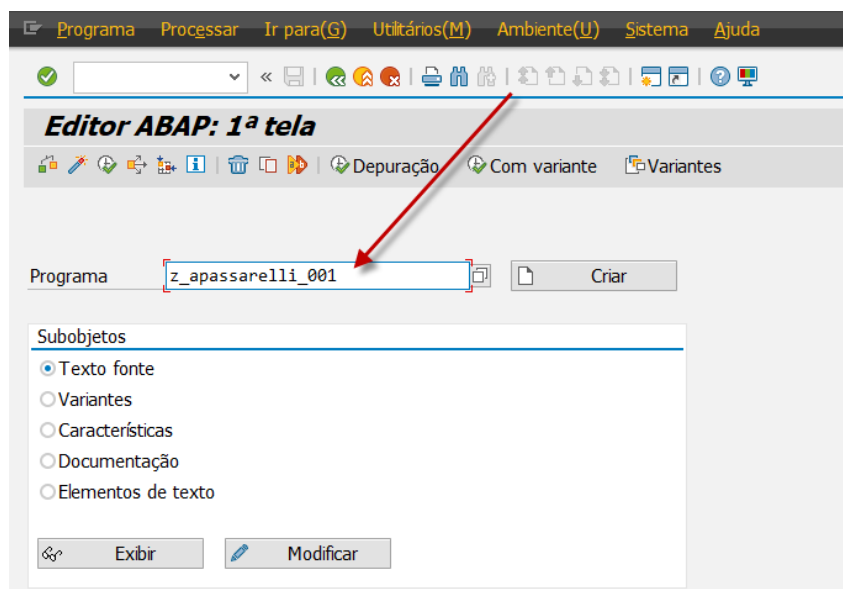 Programa Processar Ir para(G) Utilitários(M) Ambiente(U) Sistema Ajuda
Editor ABAP: 1ª tela
Depuração Com variante Variantes
Programa z_apassarelli_001 Criar
Subobjetos
Texto fonte
Variantes
Características
Documentação
Elementos de texto
Exibir Modificar